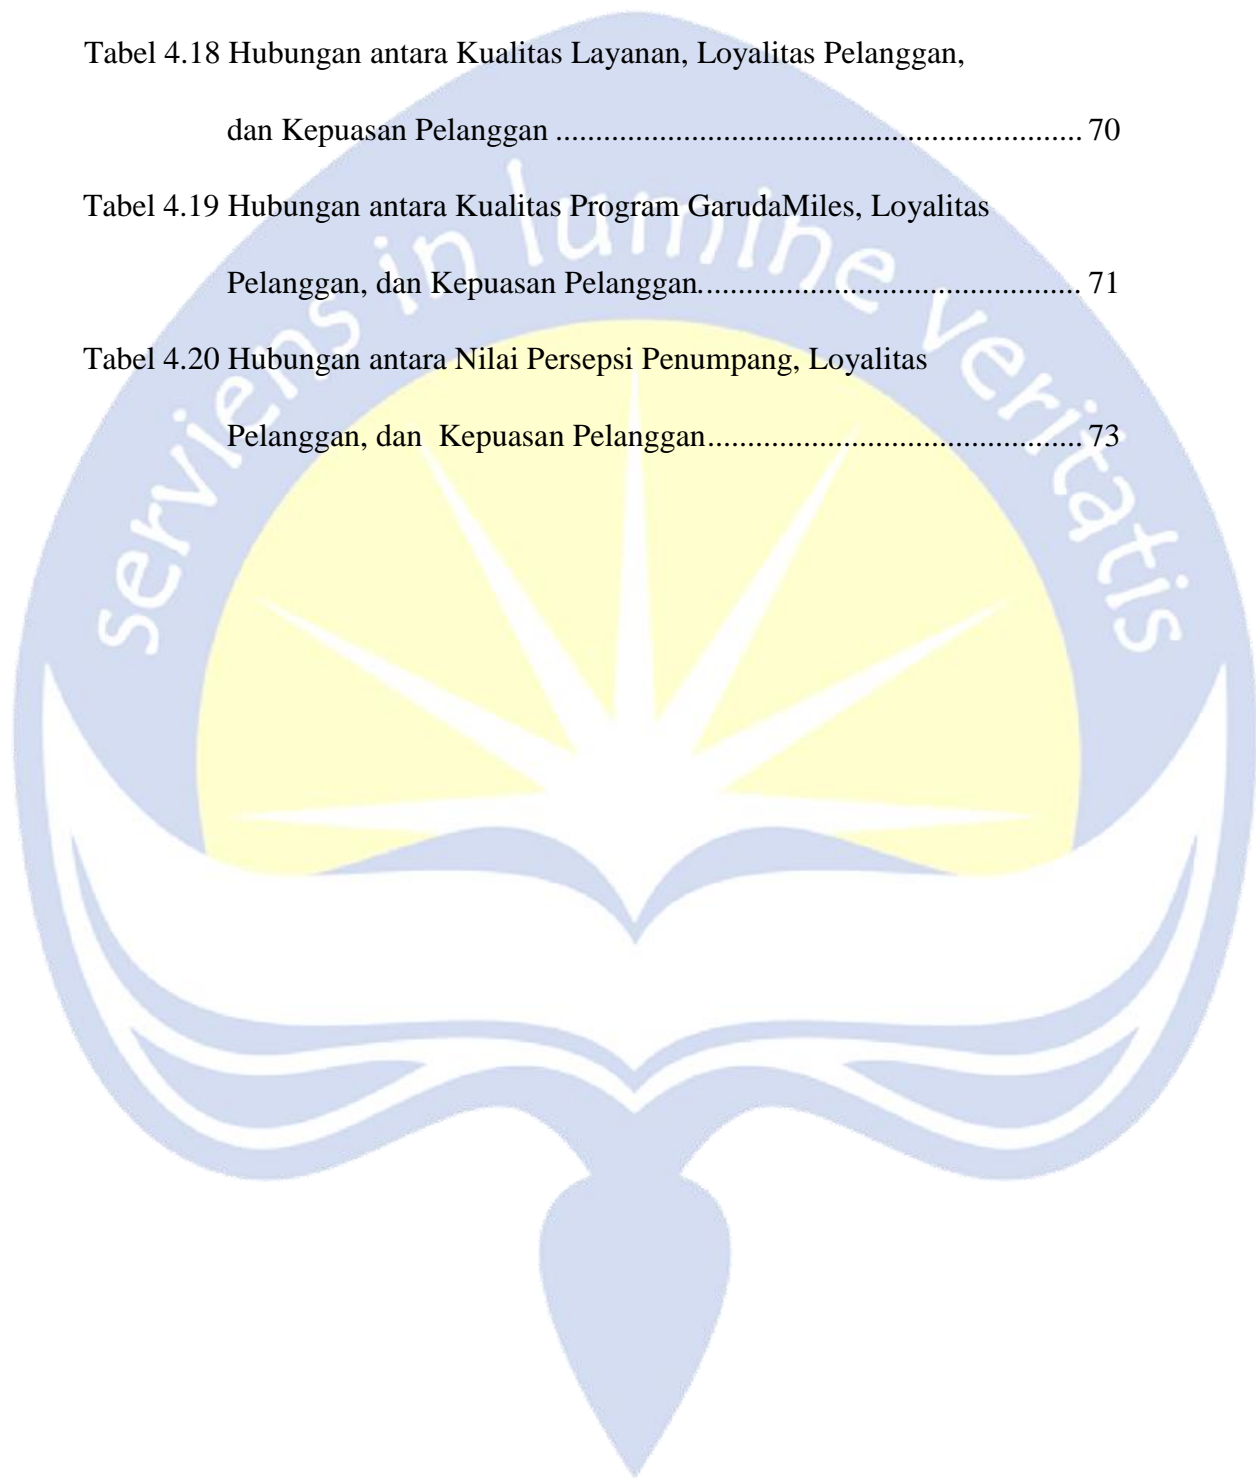 Tabel 4.18 Hubungan antara Kualitas Layanan, Loyalitas Pelanggan,
dan Kepuasan Pelanggan .................................................................. 70
Tabel 4.19 Hubungan antara Kualitas Program GarudaMiles, Loyalitas
Pelanggan, dan Kepuasan Pelanggan................................................ 71
Tabel 4.20 Hubungan antara Nilai Persepsi Penumpang, Loyalitas
Pelanggan, dan  Kepuasan Pelanggan............................................... 73
serviens in lumine veritatis